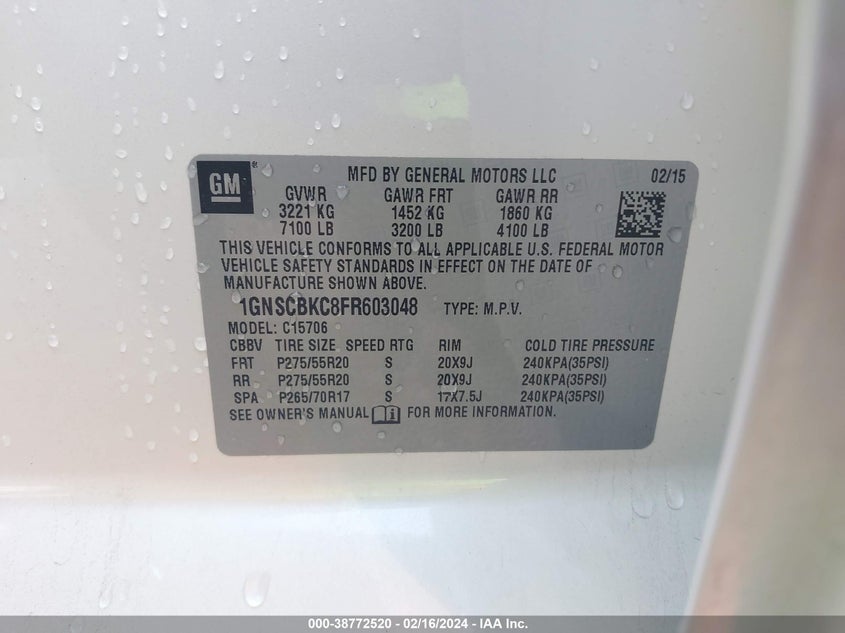 GM ® MFD BY GENERAL MOTORS LLC 02/15
GVWR GAWR FRT GAWR RR
3221 KG 1452 KG 1860 KG
7100 LB 3200 LB 4100 LB
THIS VEHICLE CONFORMS TO ALL APPLICABLE U.S. FEDERAL MOTOR
VEHICLE SAFETY STANDARDS IN EFFECT ON THE DATE OF
MANUFACTURE SHOWN ABOVE.
1GNSCBKC8FR603048 TYPE: M.P.V.
MODEL: C15706
CBBV TIRE SIZE SPEED RTG RIM COLD TIRE PRESSURE
FRT P275/55R20 S 20X9J 240KPA(35PSI)
RR P275/55R20 S 20X9J 240KPA(35PSI)
SPA P265/70R17 S 17X7.5J 240KPA(35PSI)
SEE OWNER'S MANUAL FOR MORE INFORMATION.
000-38772520 - 02/16/2024 - IAA Inc.